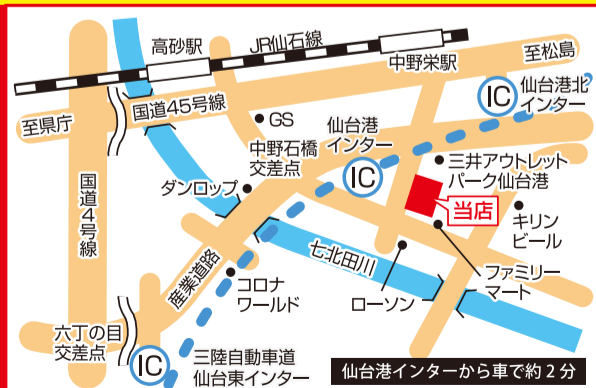 高砂駅
JR仙石線
中野栄駅
至松島
国道45号線
至県庁
GS
仙台港北
インター
IC
仙台港
インター
IC
中野石橋
交差点
ダンロップ
三井アウトレット
パーク仙台港
当店
キリン
ビール
国道4号線
七北田川
産業道路
ファミリー
マート
ローソン
コロナ
ワールド
六丁の目
交差点
IC
三陸自動車道
仙台東インター
仙台港インターから車で約2分